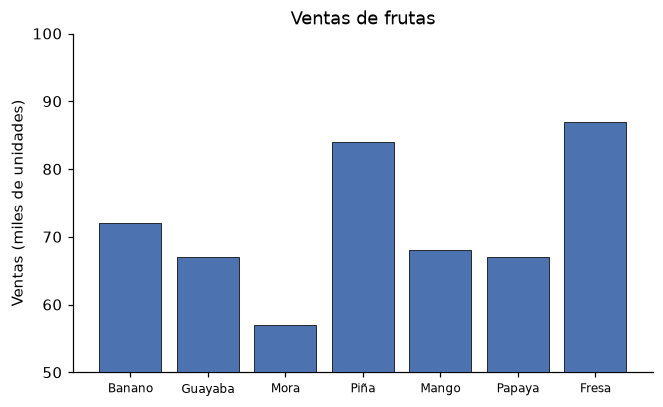 Ventas de frutas
Ventas (miles de unidades)
100
90
80
70
60
50
Banano Guayaba Mora Piña Mango Papaya Fresa